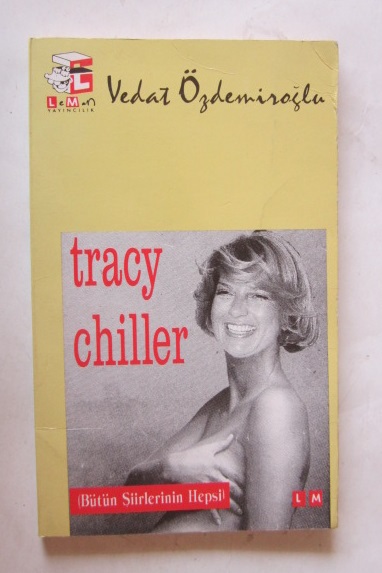 LeMan
YAYINCILIK
Vedat Özdemiroğlu
tracy
chiller
(Bütün Şiirlerinin Hepsi)
L M